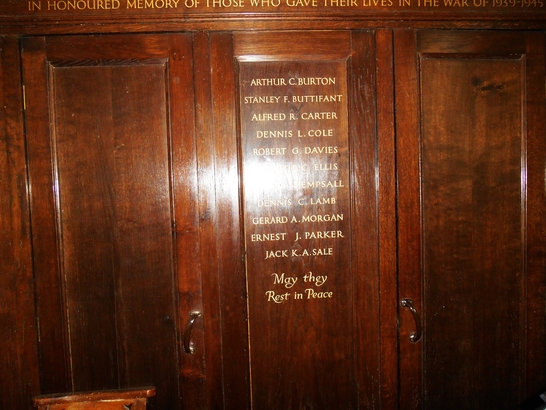 IN HONOURED MEMORY OF THOSE WHO GAVE THEIR LIVES IN THE WAR OF 1939-1945
ARTHUR C. BURTON
STANLEY F. BUTTIFANT
ALFRED R. CARTER
DENNIS L. COLE
ROBERT G. DAVIES
C. ELLIS
DENNIS C. LAMB
GERARD A. MORGAN
ERNEST J. PARKER
JACK K.A. SALE
May they
Rest in Peace